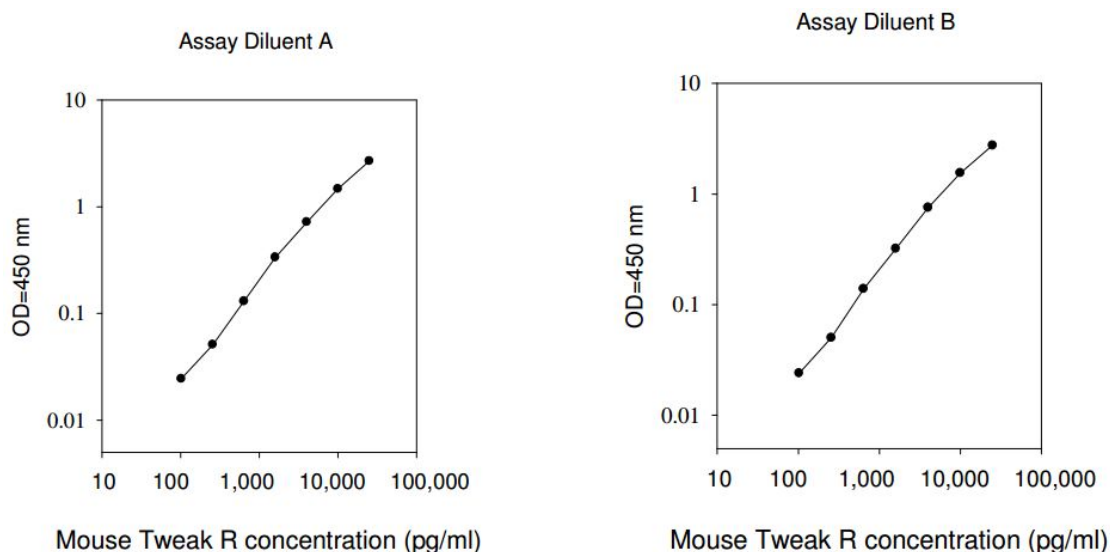 Assay Diluent A
10
1
0.1
0.01
OD=450 nm
10 100 1,000 10,000 100,000
Mouse Tweak R concentration (pg/ml)
Assay Diluent B
10
1
0.1
0.01
OD=450 nm
10 100 1,000 10,000 100,000
Mouse Tweak R concentration (pg/ml)